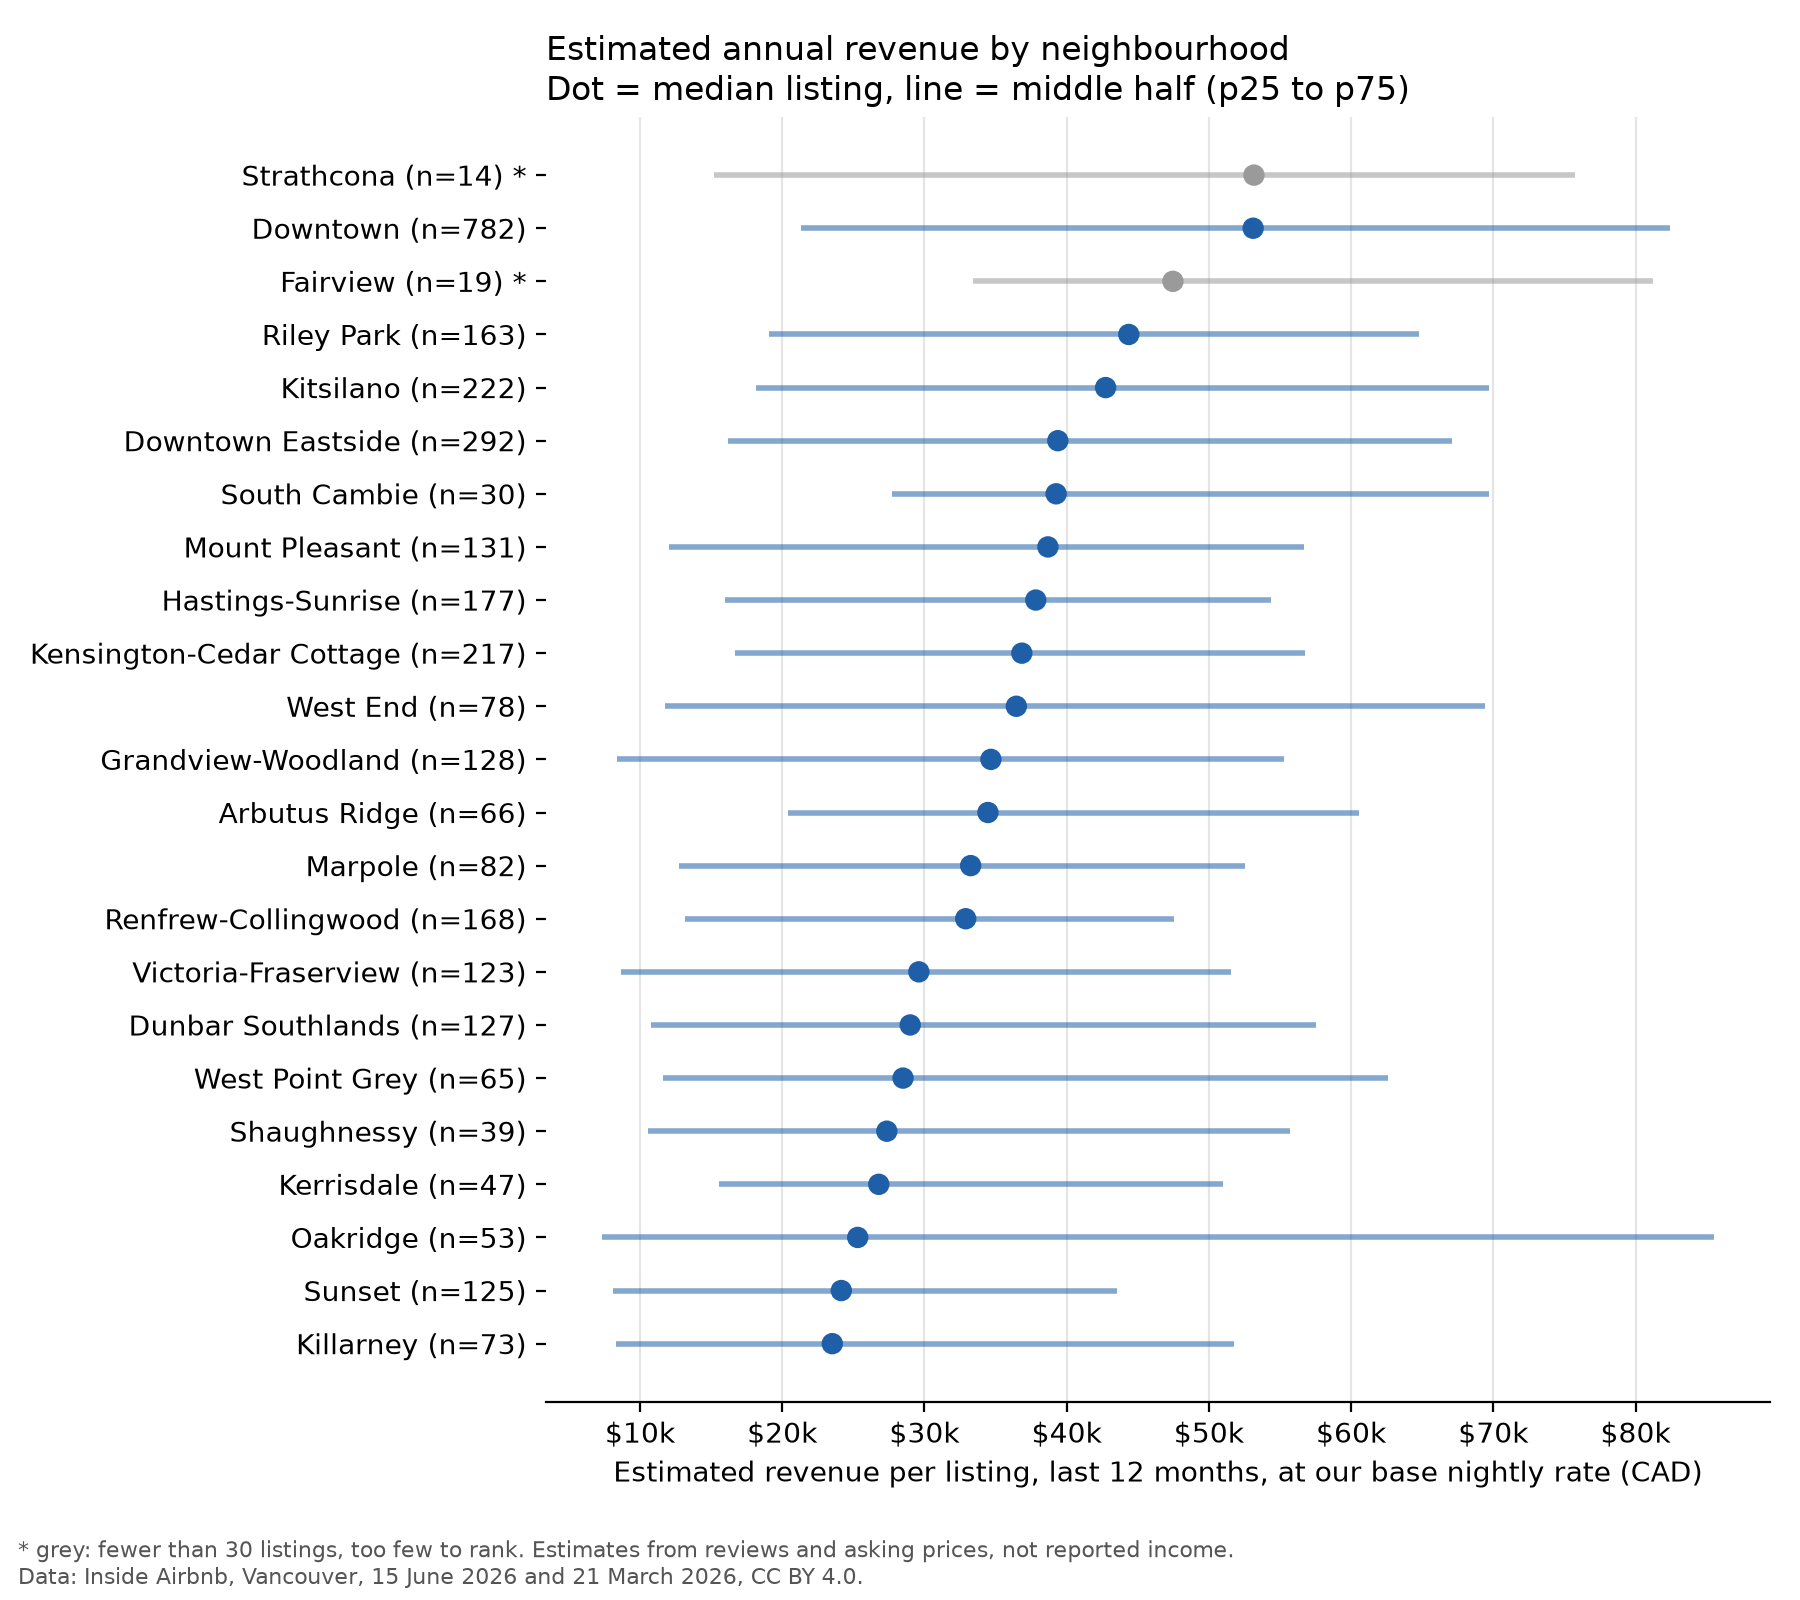 Estimated annual revenue by neighbourhood
Dot = median listing, line = middle half (p25 to p75)
Strathcona (n=14) *
Downtown (n=782)
Fairview (n=19) *
Riley Park (n=163)
Kitsilano (n=222)
Downtown Eastside (n=292)
South Cambie (n=30)
Mount Pleasant (n=131)
Hastings-Sunrise (n=177)
Kensington-Cedar Cottage (n=217)
West End (n=78)
Grandview-Woodland (n=128)
Arbutus Ridge (n=66)
Marpole (n=82)
Renfrew-Collingwood (n=168)
Victoria-Fraserview (n=123)
Dunbar Southlands (n=127)
West Point Grey (n=65)
Shaughnessy (n=39)
Kerrisdale (n=47)
Oakridge (n=53)
Sunset (n=125)
Killarney (n=73)
$10k $20k $30k $40k $50k $60k $70k $80k
Estimated revenue per listing, last 12 months, at our base nightly rate (CAD)
* grey: fewer than 30 listings, too few to rank. Estimates from reviews and asking prices, not reported income.
Data: Inside Airbnb, Vancouver, 15 June 2026 and 21 March 2026, CC BY 4.0.